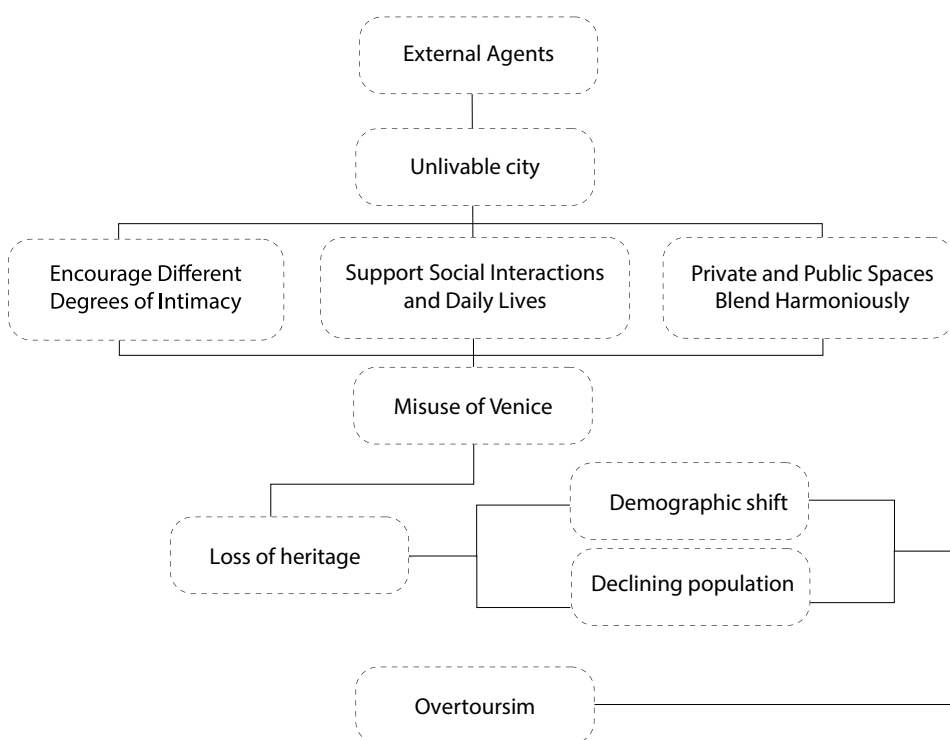 External Agents
Unlivable city
Encourage Different
Degrees of Intimacy
Support Social Interactions
and Daily Lives
Private and Public Spaces
Blend Harmoniously
Misuse of Venice
Demographic shift
Loss of heritage
Declining population
Overtoursim